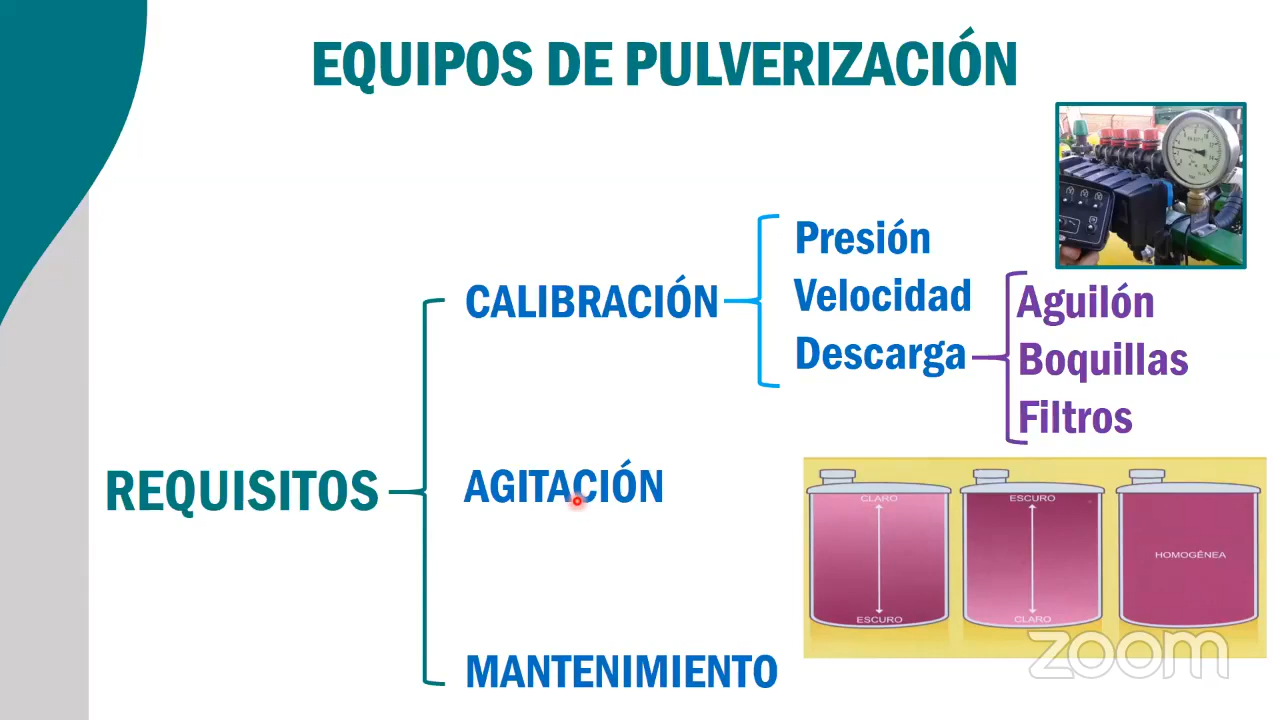 EQUIPOS DE PULVERIZACIÓN
Presión
Velocidad
Descarga
CALIBRACIÓN
Aguilón
Boquillas
Filtros
REQUISITOS
AGITACIÓN
MANTENIMIENTO
CLARO
ESCURO
ESCURO
CLARO
HOMOGÊNEA
zoom